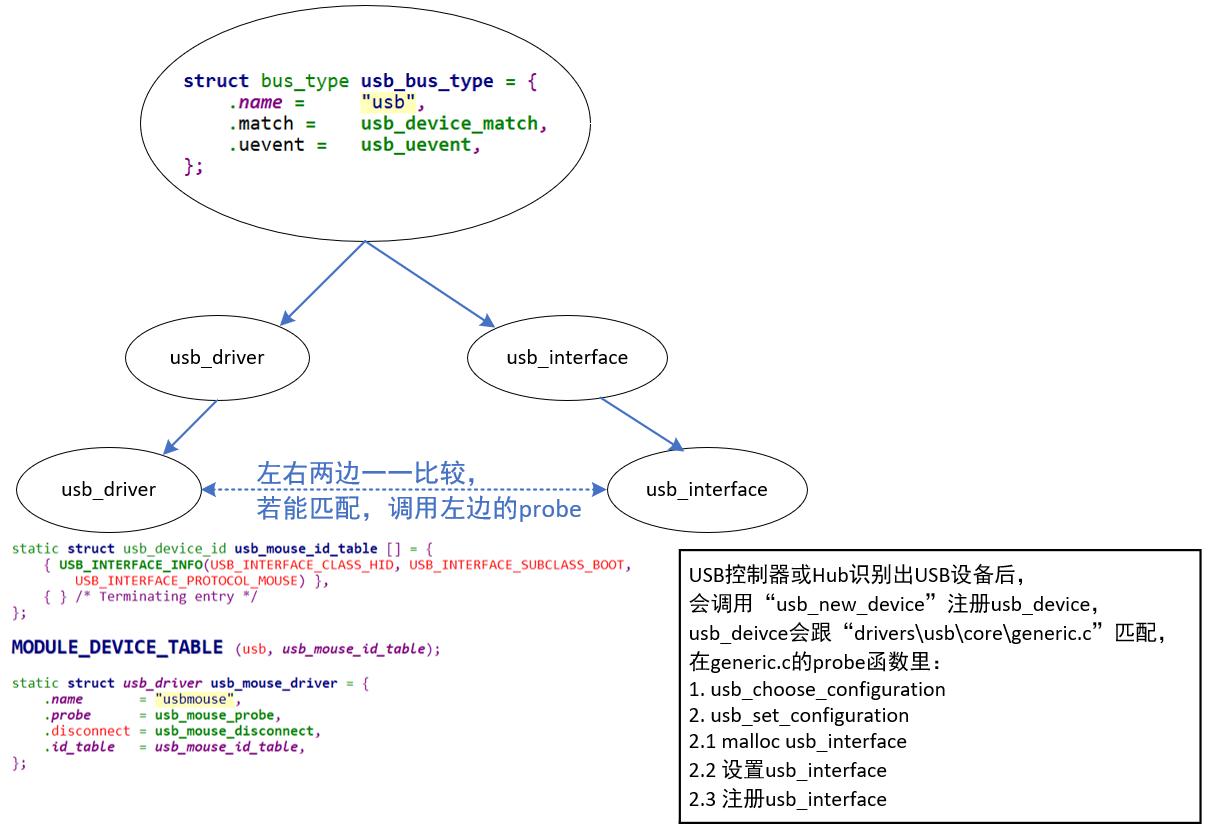 struct bus_type usb_bus_type = {
    .name =     "usb",
    .match =    usb_device_match,
    .uevent =   usb_uevent,
};
usb_driver
usb_interface
usb_driver
左右两边一一比较，
若能匹配，调用左边的probe
usb_interface
static struct usb_device_id usb_mouse_id_table [] = {
    { USB_INTERFACE_INFO(USB_INTERFACE_CLASS_HID, USB_INTERFACE_SUBCLASS_BOOT,
        USB_INTERFACE_PROTOCOL_MOUSE) },
    { } /* Terminating entry */
};
MODULE_DEVICE_TABLE (usb, usb_mouse_id_table);
static struct usb_driver usb_mouse_driver = {
    .name       = "usbmouse",
    .probe      = usb_mouse_probe,
    .disconnect = usb_mouse_disconnect,
    .id_table   = usb_mouse_id_table,
};
USB控制器或Hub识别出USB设备后，
会调用“usb_new_device”注册usb_device，
usb_deivce会跟“drivers\usb\core\generic.c”匹配，
在generic.c的probe函数里：
1. usb_choose_configuration
2. usb_set_configuration
2.1 malloc usb_interface
2.2 设置usb_interface
2.3 注册usb_interface